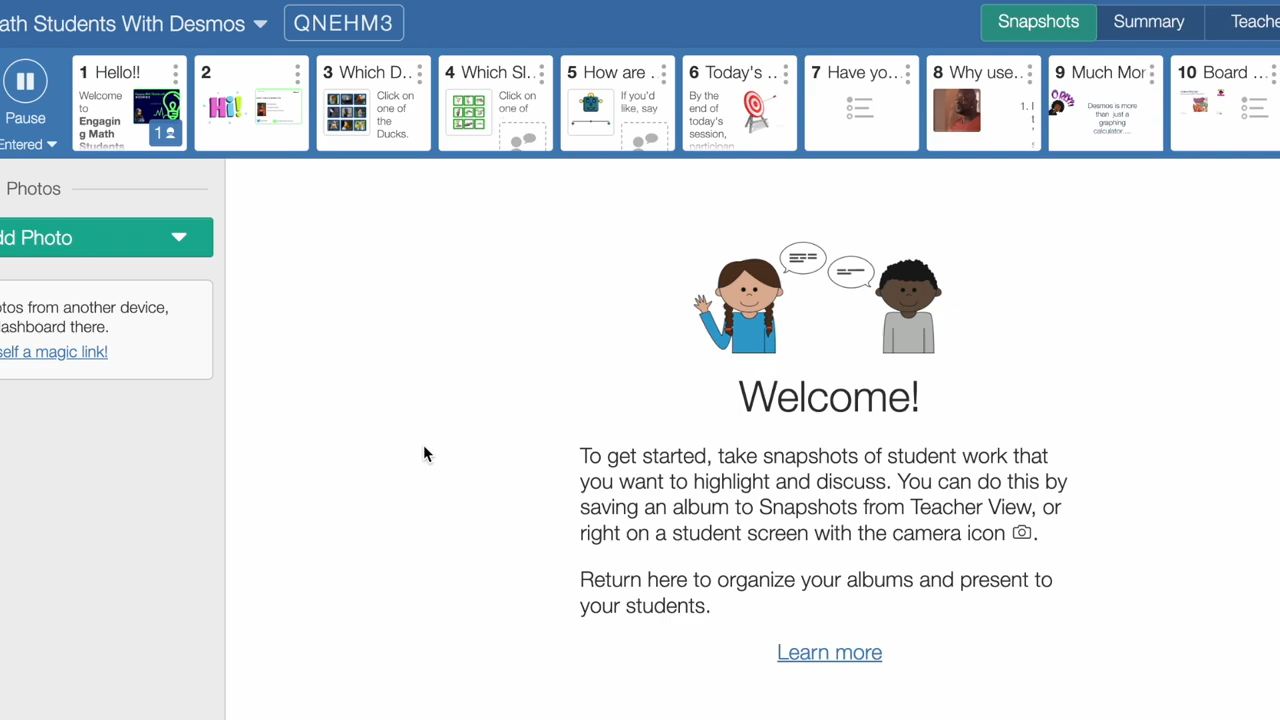 ath Students With Desmos
QNEHM3
Snapshots
Summary
Teache
Pause
Entered
1 Hello!!
Welcome
to
Engagin
g Math
Students
1
2
Hi!
3 Which D...
Click on
one of
the
Ducks.
4 Which Sl...
Click on
one of
5 How are ...
If you'd
like, say
6 Today's ...
By the
end of
today's
session,
participan
7 Have yo...
8 Why use...
1. I
9 Much Mor
Desmos is more
than just a
graphing
calculator....
10 Board ...
Photos
dd Photo
otos from another device,
ashboard there.
self a magic link!
Welcome!
To get started, take snapshots of student work that
you want to highlight and discuss. You can do this by
saving an album to Snapshots from Teacher View, or
right on a student screen with the camera icon .
Return here to organize your albums and present to
your students.
Learn more